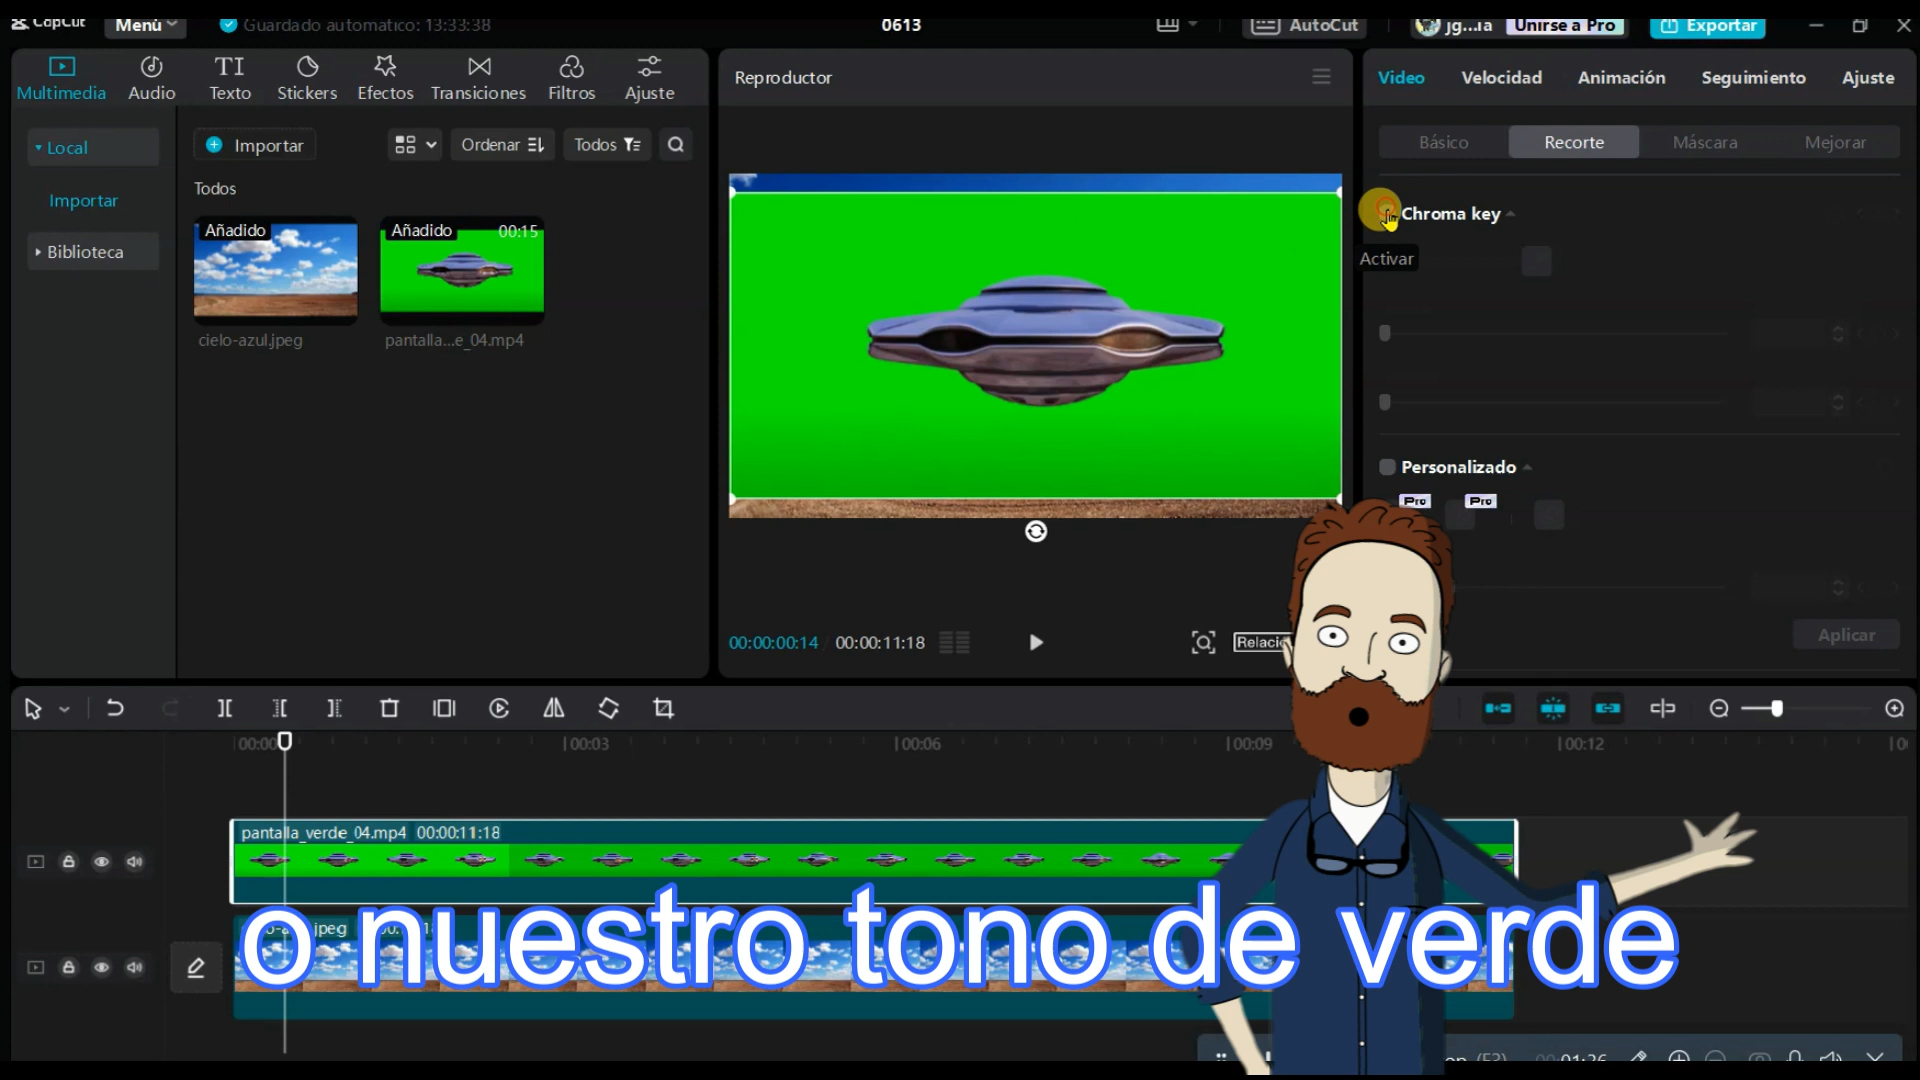 CapCut
Menú
Guardado automático: 13:33:38
0613
AutoCut
jg...ia
Unirse a Pro
Exportar
Multimedia
Audio
Texto
Stickers
Efectos
Transiciones
Filtros
Ajuste
Reproductor
Video
Velocidad
Animación
Seguimiento
Ajuste
Local
Importar
Biblioteca
Importar
Ordenar
Todos
Todos
Añadido
cielo-azul.jpeg
Añadido
00:15
pantalla...e_04.mp4
Básico
Recorte
Máscara
Mejorar
Chroma key
Activar
Personalizado
Pro
Pro
Aplicar
00:00:00:14
00:00:11:18
00:03
00:06
00:09
00:12
pantalla_verde_04.mp4 00:00:11:18
o nuestro tono de verde